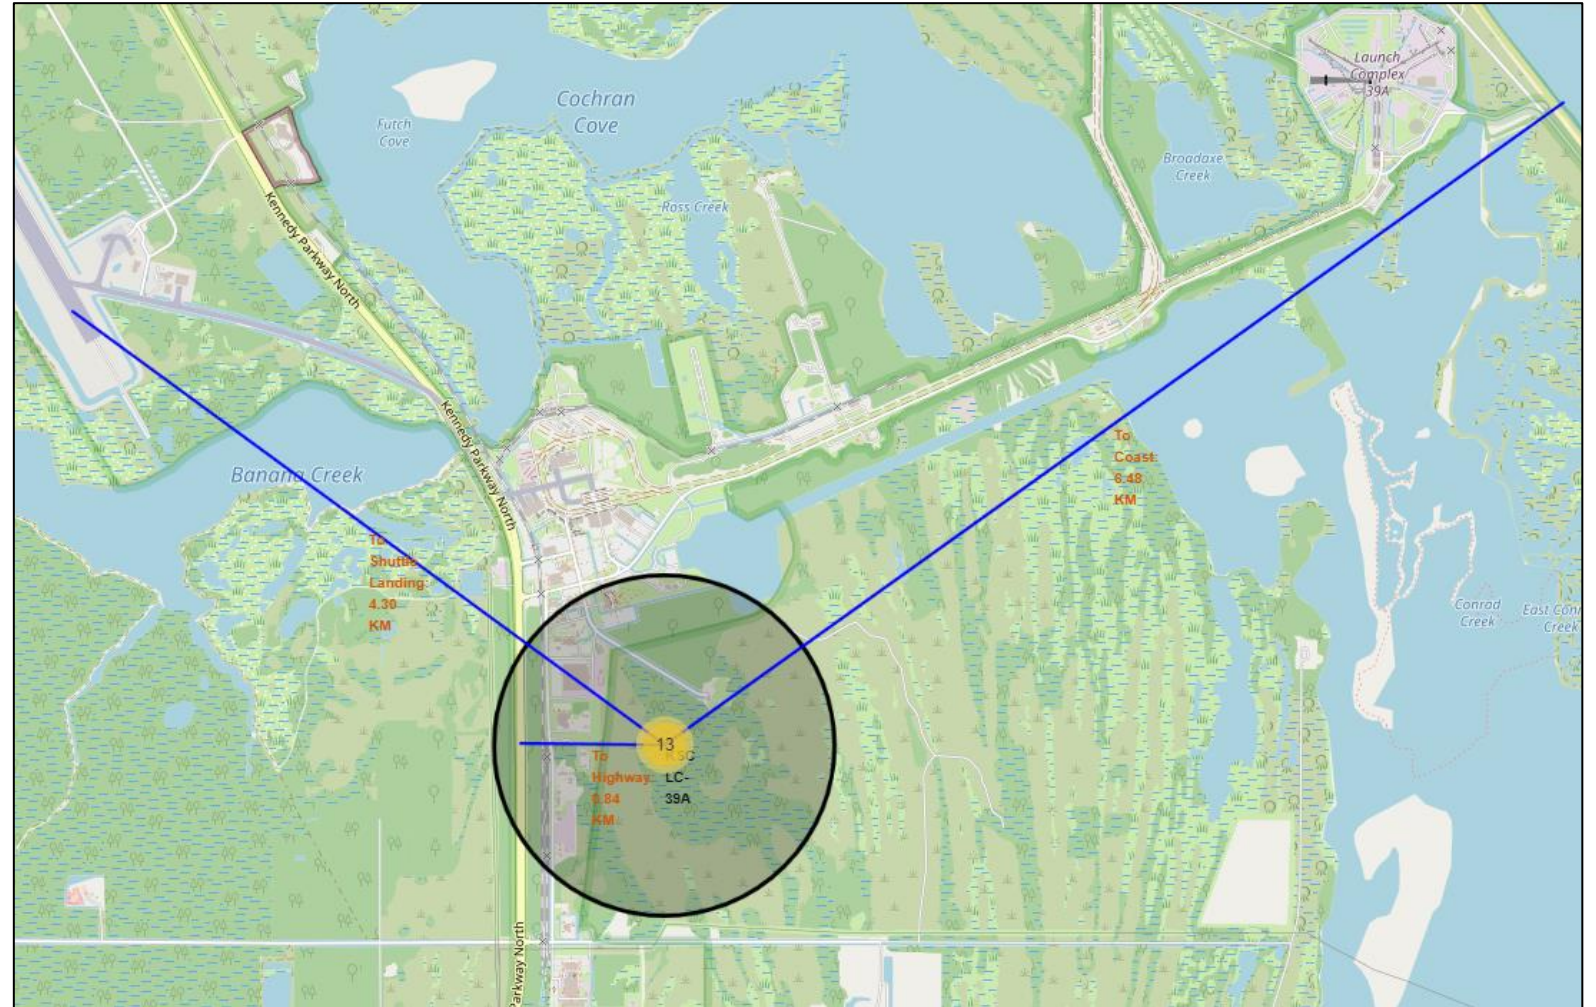 Launch
Complex
39A
Cochran
Cove
Futch
Cove
Broadaxe
Creek
Ross Creek
Kennedy Parkway North
Kennedy Parkway North
To
Coast:
6.48
KM
Banana Creek
To
Shuttle
Landing:
4.30
KM
Conrad
Creek
East Con
Creek
13
KSC
LC-
39A
To
Highway:
0.84
KM
Parkway North